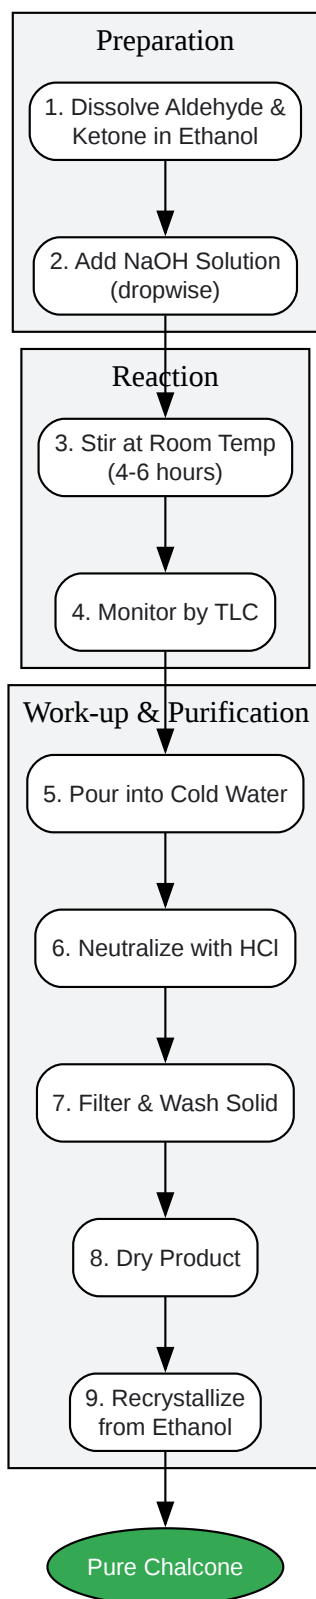 Preparation
1. Dissolve Aldehyde &
Ketone in Ethanol
2. Add NaOH Solution
(dropwise)
Reaction
3. Stir at Room Temp
(4-6 hours)
4. Monitor by TLC
Work-up & Purification
5. Pour into Cold Water
6. Neutralize with HCl
7. Filter & Wash Solid
8. Dry Product
9. Recrystallize
from Ethanol
Pure Chalcone